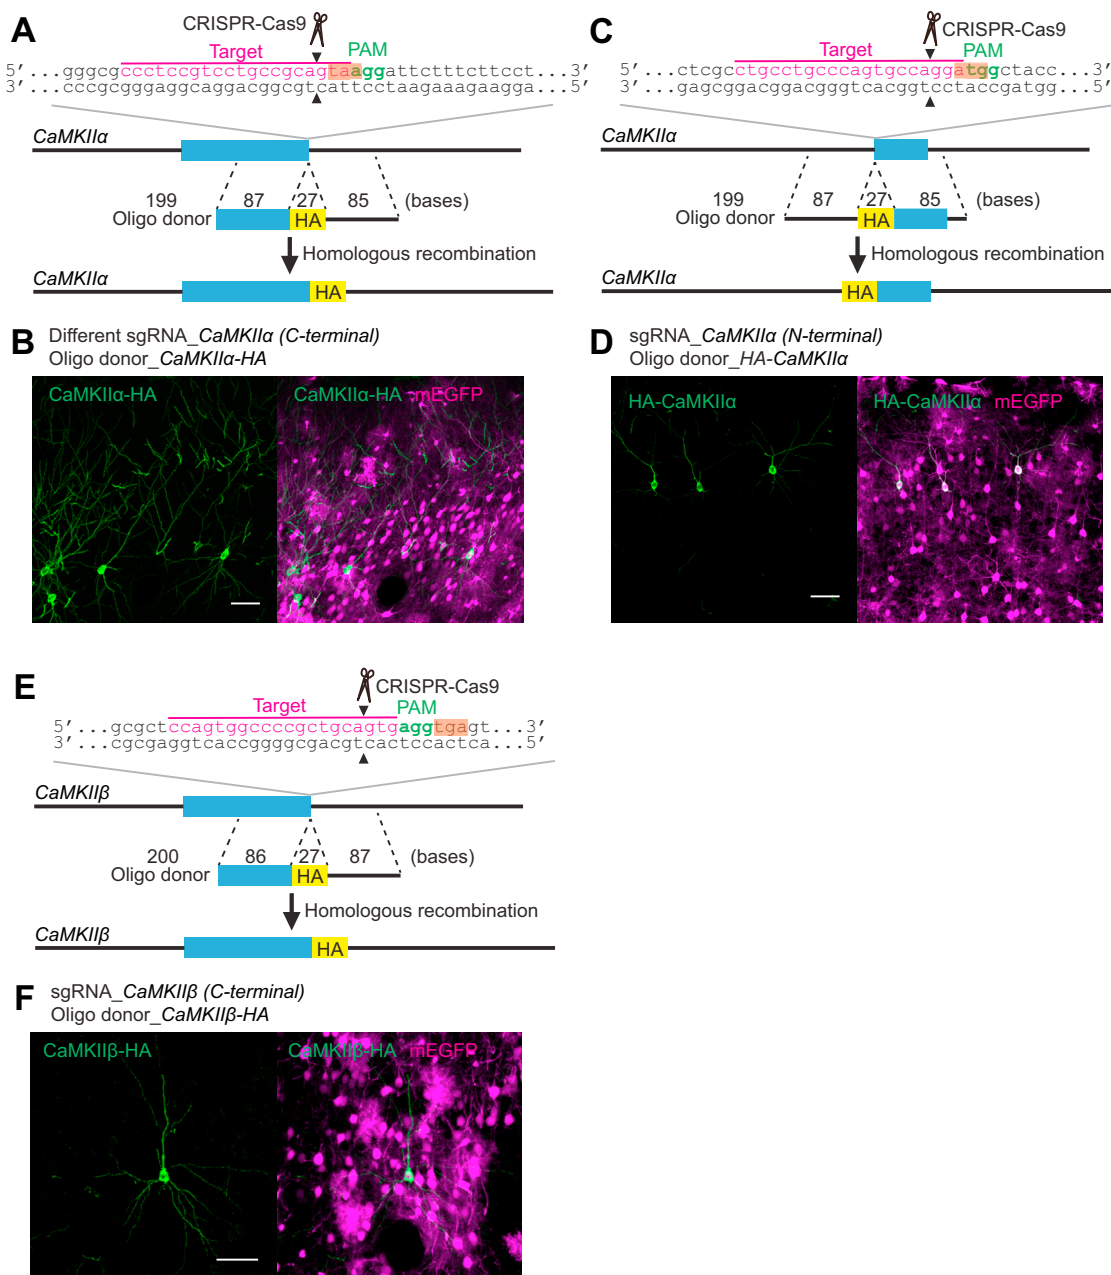 A
CRISPR-Cas9
Target
PAM
5′...gggcgccctccgtcctgccgcagtaaggattctttcttcct...3′
3′...cccgcgggaggcaggacggcgtcattcctaagaaagaagga...5′
CaMKIIα
199 87 27 85 (bases)
Oligo donor HA
Homologous recombination
CaMKIIα
HA
B Different sgRNA_CaMKIIα (C-terminal)
Oligo donor_CaMKIIα-HA
CaMKIIα-HA
CaMKIIα-HA mEGFP
C
CRISPR-Cas9
Target
PAM
5′...ctcgcctgcctgcccagtgccaggatggctacc...3′
3′...gagcggacggacgggtcacggtcctaccgatgg...5′
CaMKIIα
199 87 27 85 (bases)
Oligo donor HA
Homologous recombination
CaMKIIα
HA
D sgRNA_CaMKIIα (N-terminal)
Oligo donor_HA-CaMKIIα
HA-CaMKIIα
HA-CaMKIIα mEGFP
E
CRISPR-Cas9
Target
PAM
5′...gcgctccagtggccccgctgcagtgaggtgagt...3′
3′...cgcgaggtcaccggggcgacgtcactccactca...5′
CaMKIIβ
200 86 27 87 (bases)
Oligo donor HA
Homologous recombination
CaMKIIβ
HA
F sgRNA_CaMKIIβ (C-terminal)
Oligo donor_CaMKIIβ-HA
CaMKIIβ-HA
CaMKIIβ-HA mEGFP